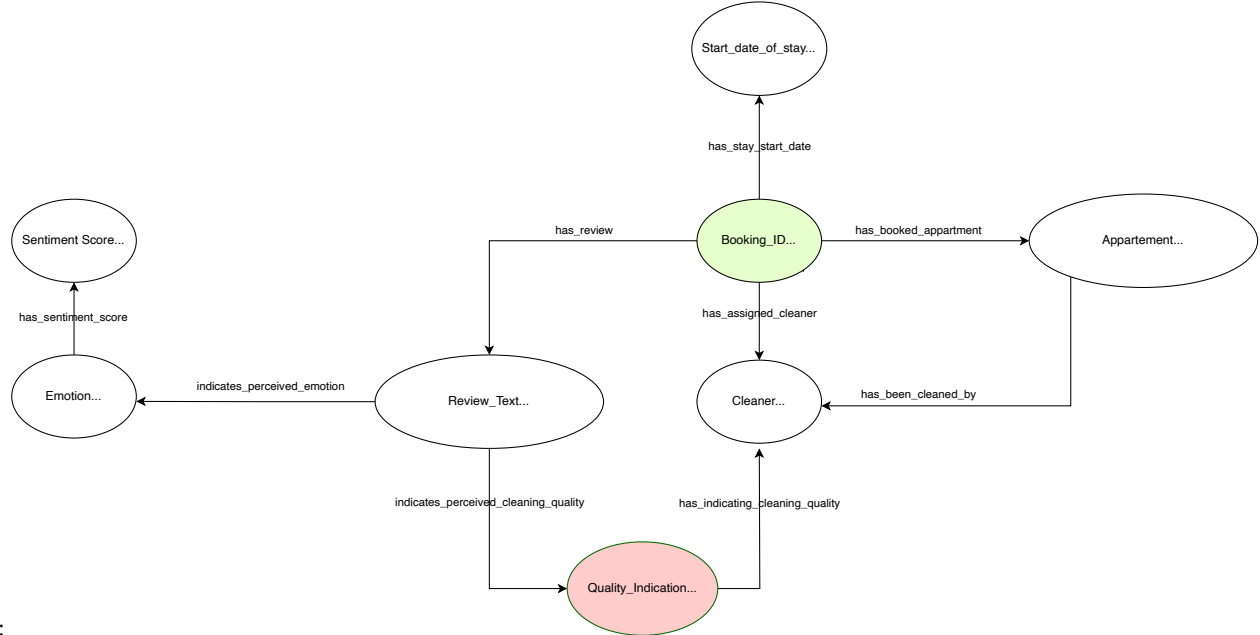 Start_date_of_stay...
has_stay_start_date
Sentiment Score...
has_review
Booking_ID...
has_booked_appartment
Appartement...
has_sentiment_score
has_assigned_cleaner
Emotion...
indicates_perceived_emotion
Review_Text...
Cleaner...
has_been_cleaned_by
indicates_perceived_cleaning_quality
has_indicating_cleaning_quality
Quality_Indication...
: